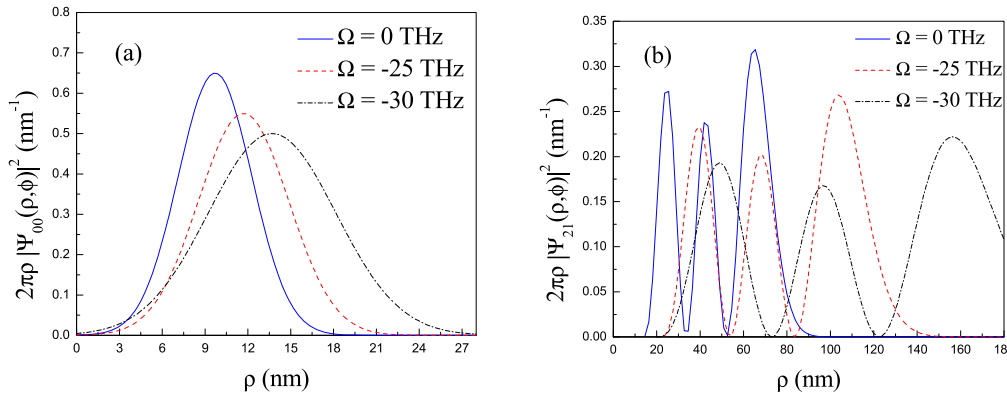 (a)
Ω = 0 THz
Ω = -25 THz
Ω = -30 THz
2πρ |Ψ₀₀(ρ,ϕ)|² (nm⁻¹)
0.8
0.7
0.6
0.5
0.4
0.3
0.2
0.1
0.0
0 3 6 9 12 15 18 21 24 27
ρ (nm)
(b)
Ω = 0 THz
Ω = -25 THz
Ω = -30 THz
2πρ |Ψ₂₁(ρ,ϕ)|² (nm⁻¹)
0.35
0.30
0.25
0.20
0.15
0.10
0.05
0.00
0 20 40 60 80 100 120 140 160 180
ρ (nm)